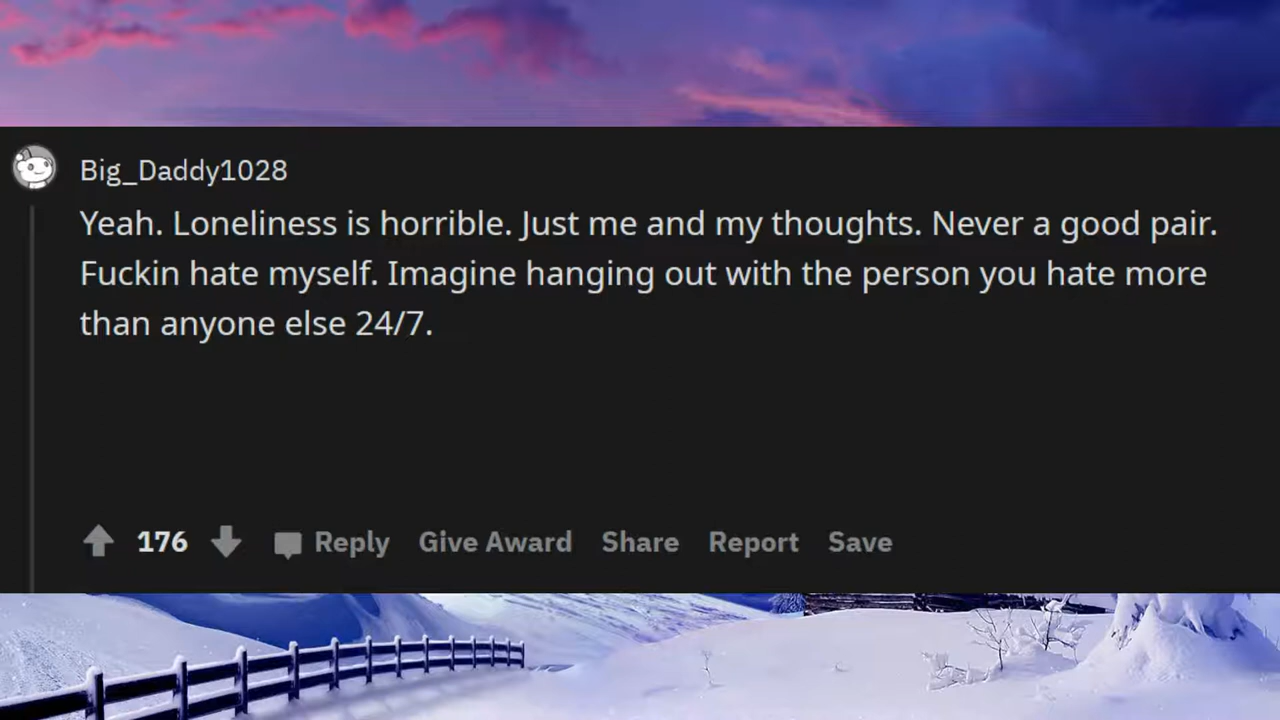 Big_Daddy1028
Yeah. Loneliness is horrible. Just me and my thoughts. Never a good pair.
Fuckin hate myself. Imagine hanging out with the person you hate more
than anyone else 24/7.
176 Reply Give Award Share Report Save